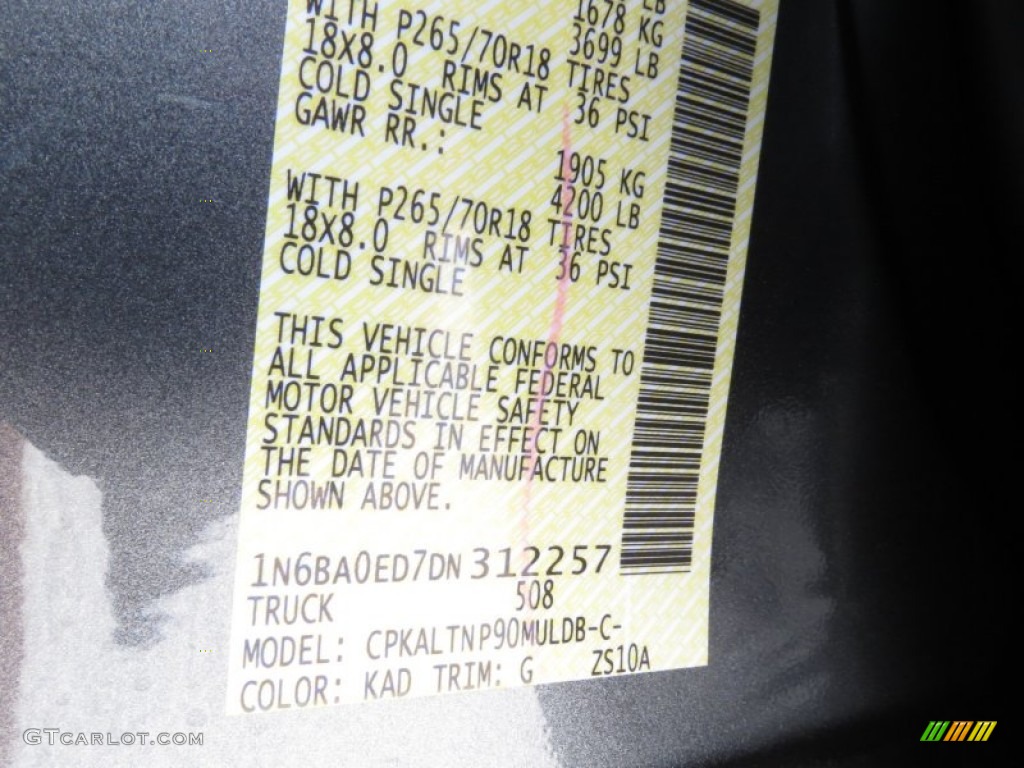 LB
1678 KG
WITH P265/70R18 3699 LB
18X8.0 RIMS AT TIRES
COLD SINGLE 36 PSI
GAWR RR.:
1905 KG
4200 LB
WITH P265/70R18 TIRES
18X8.0 RIMS AT 36 PSI
COLD SINGLE
THIS VEHICLE CONFORMS TO
ALL APPLICABLE FEDERAL
MOTOR VEHICLE SAFETY
STANDARDS IN EFFECT ON
THE DATE OF MANUFACTURE
SHOWN ABOVE.
1N6BA0ED7DN312257
TRUCK 508
MODEL: CPKALTNP90MULDB-C-
COLOR: KAD TRIM: G ZS10A
GTCARLOT.COM